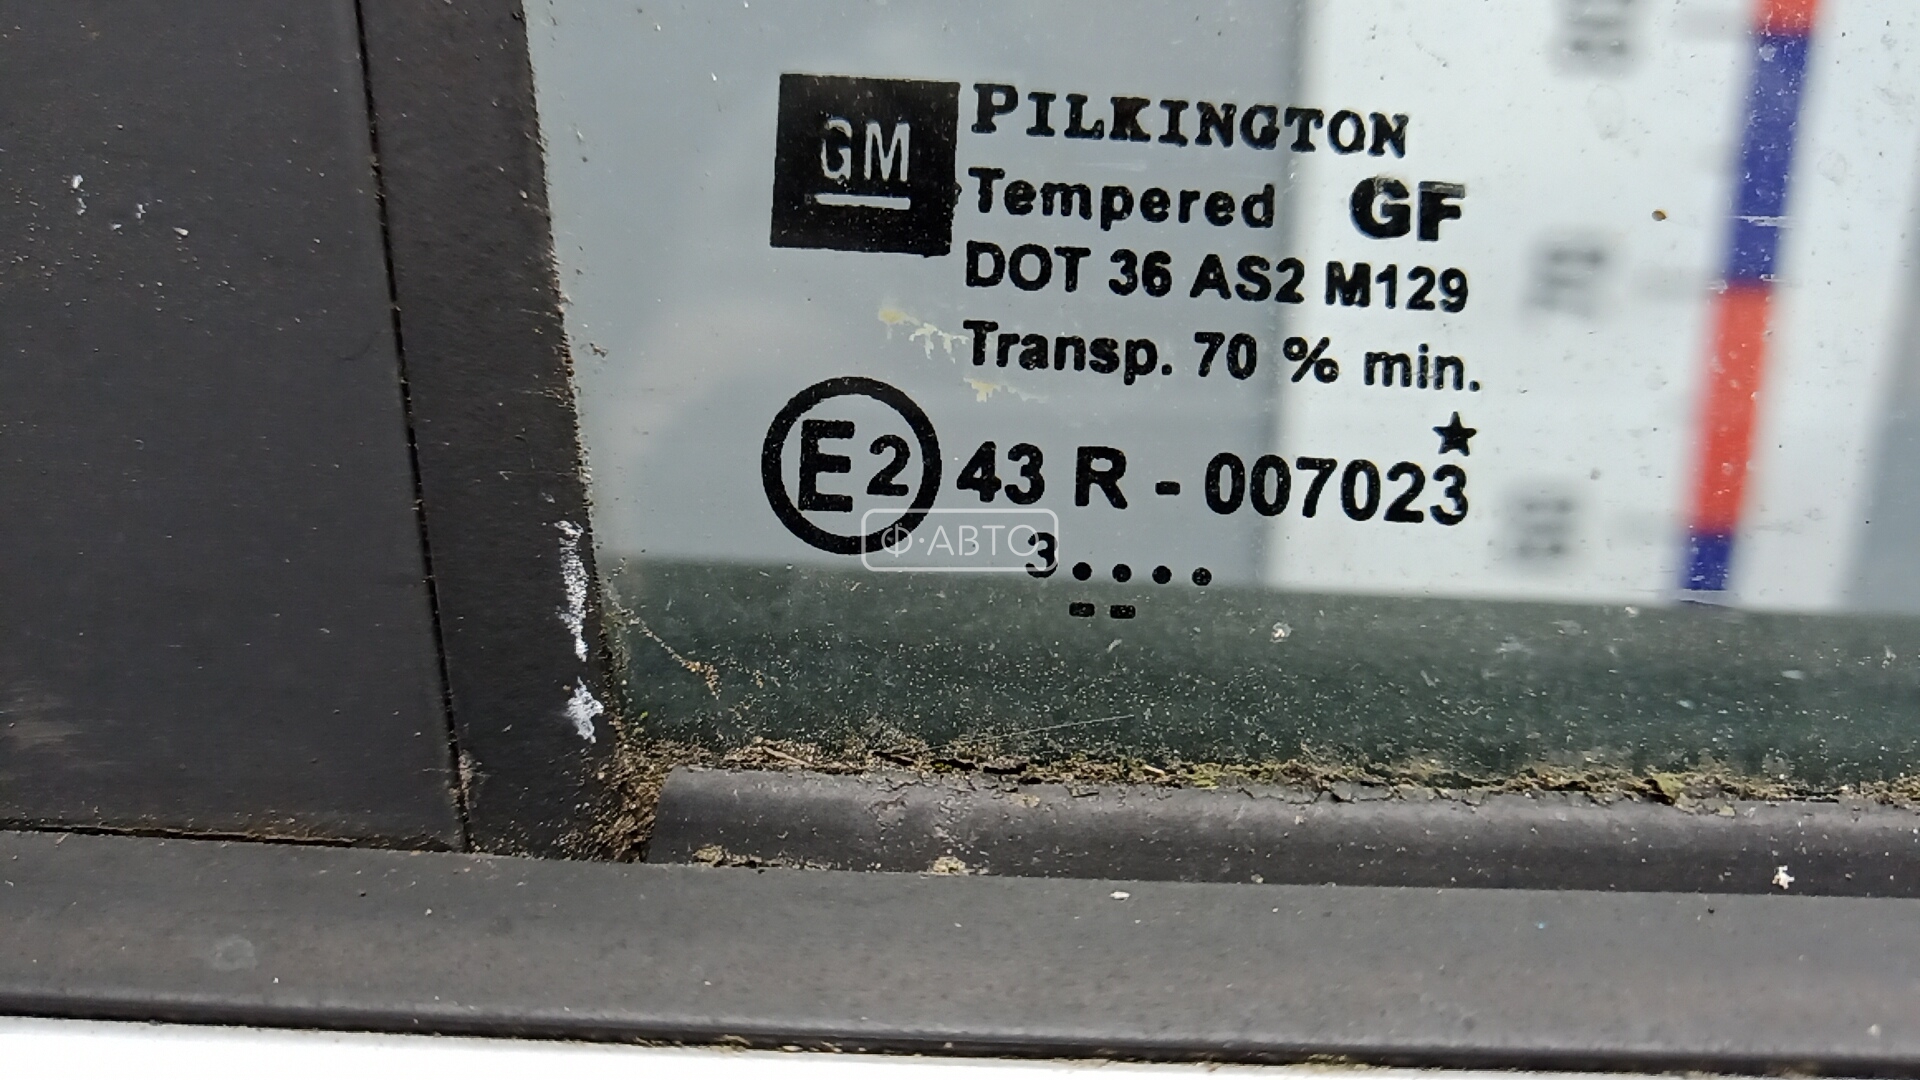 GM
PILKINGTON
Tempered GF
DOT 36 AS2 M129
Transp. 70 % min.
E2 43 R - 007023
Ф·АВТО
3....